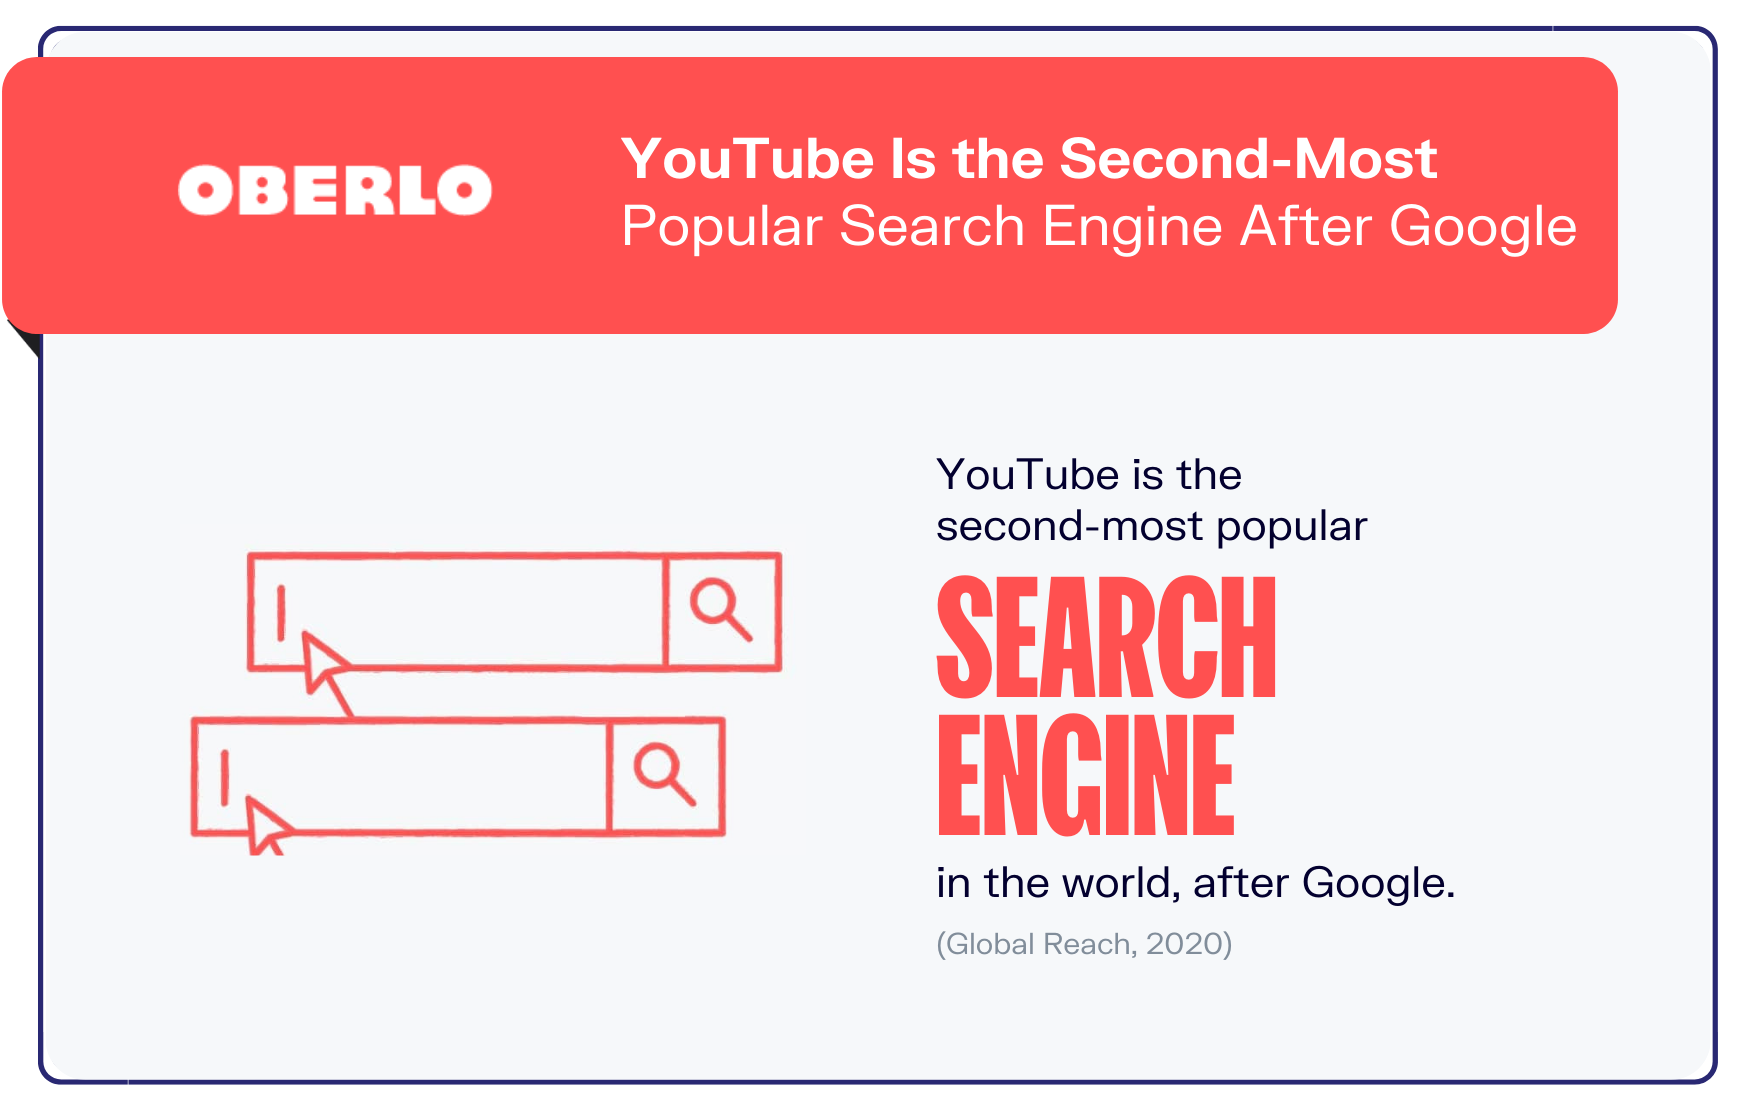 OBERLO
YouTube Is the Second-Most
Popular Search Engine After Google
YouTube is the
second-most popular
SEARCH
ENGINE
in the world, after Google.
(Global Reach, 2020)